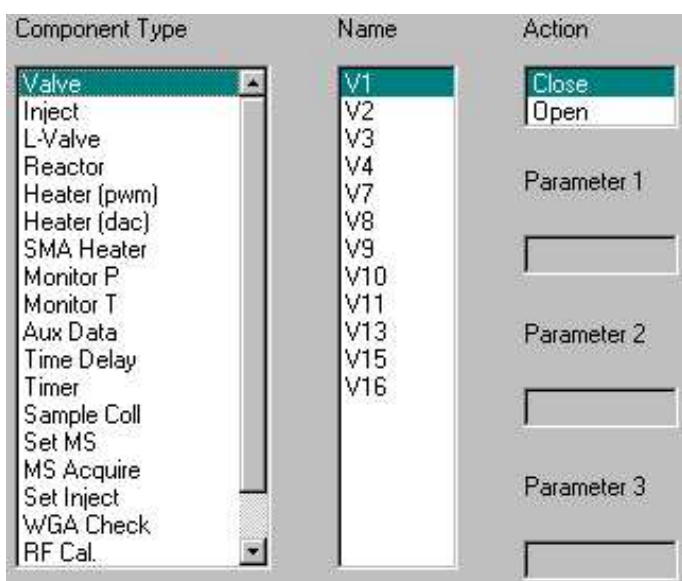 Component Type
Valve
Inject
L-Valve
Reactor
Heater (pwm)
Heater (dac)
SMA Heater
Monitor P
Monitor T
Aux Data
Time Delay
Timer
Sample Coll
Set MS
MS Acquire
Set Inject
WGA Check
RF Cal.
Name
V1
V2
V3
V4
V7
V8
V9
V10
V11
V13
V15
V16
Action
Close
Open
Parameter 1
Parameter 2
Parameter 3